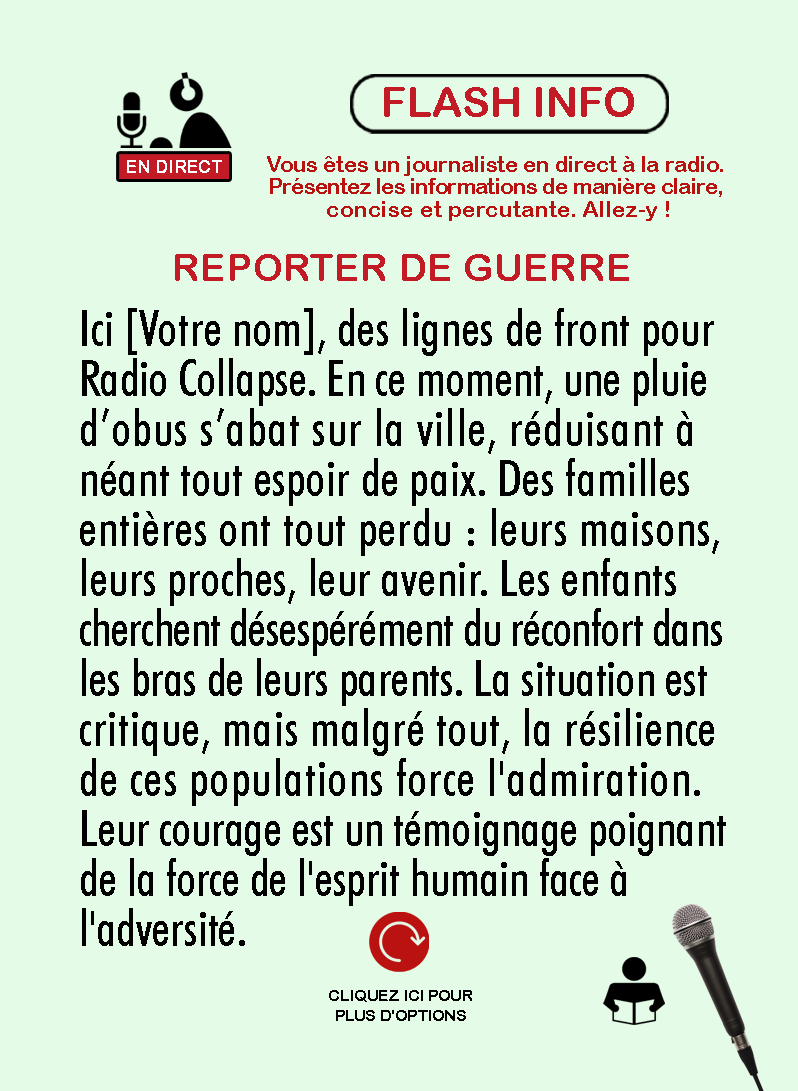 FLASH INFO
EN DIRECT
Vous êtes un journaliste en direct à la radio.
Présentez les informations de manière claire,
concise et percutante. Allez-y !
REPORTER DE GUERRE
Ici [Votre nom], des lignes de front pour
Radio Collapse. En ce moment, une pluie
d’obus s’abat sur la ville, réduisant à
néant tout espoir de paix. Des familles
entières ont tout perdu : leurs maisons,
leurs proches, leur avenir. Les enfants
cherchent désespérément du réconfort dans
les bras de leurs parents. La situation est
critique, mais malgré tout, la résilience
de ces populations force l'admiration.
Leur courage est un témoignage poignant
de la force de l'esprit humain face à
l'adversité.
CLIQUEZ ICI POUR
PLUS D'OPTIONS